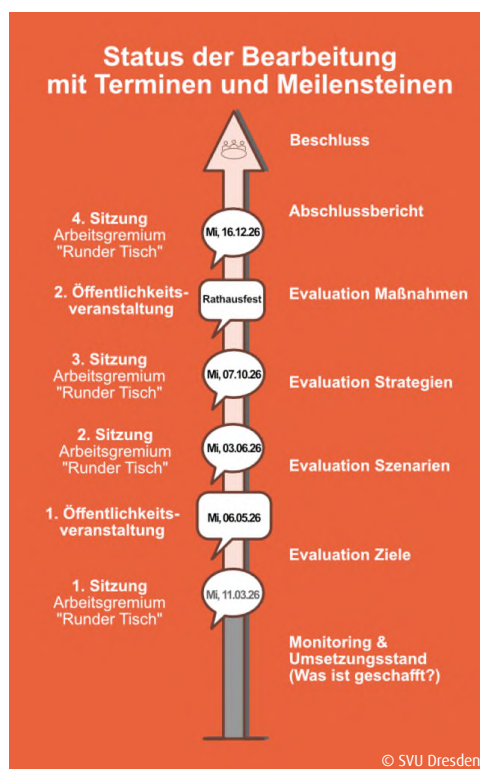 Status der Bearbeitung
mit Terminen und Meilensteinen
Beschluss
Abschlussbericht
4. Sitzung
Arbeitsgremium
"Runder Tisch"
Mi, 16.12.26
2. Öffentlichkeits-
veranstaltung
Rathausfest
Evaluation Maßnahmen
3. Sitzung
Arbeitsgremium
"Runder Tisch"
Mi, 07.10.26
Evaluation Strategien
2. Sitzung
Arbeitsgremium
"Runder Tisch"
Mi, 03.06.26
Evaluation Szenarien
1. Öffentlichkeits-
veranstaltung
Mi, 06.05.26
Evaluation Ziele
1. Sitzung
Arbeitsgremium
"Runder Tisch"
Mi, 11.03.26
Monitoring &
Umsetzungsstand
(Was ist geschafft?)
© SVU Dresden